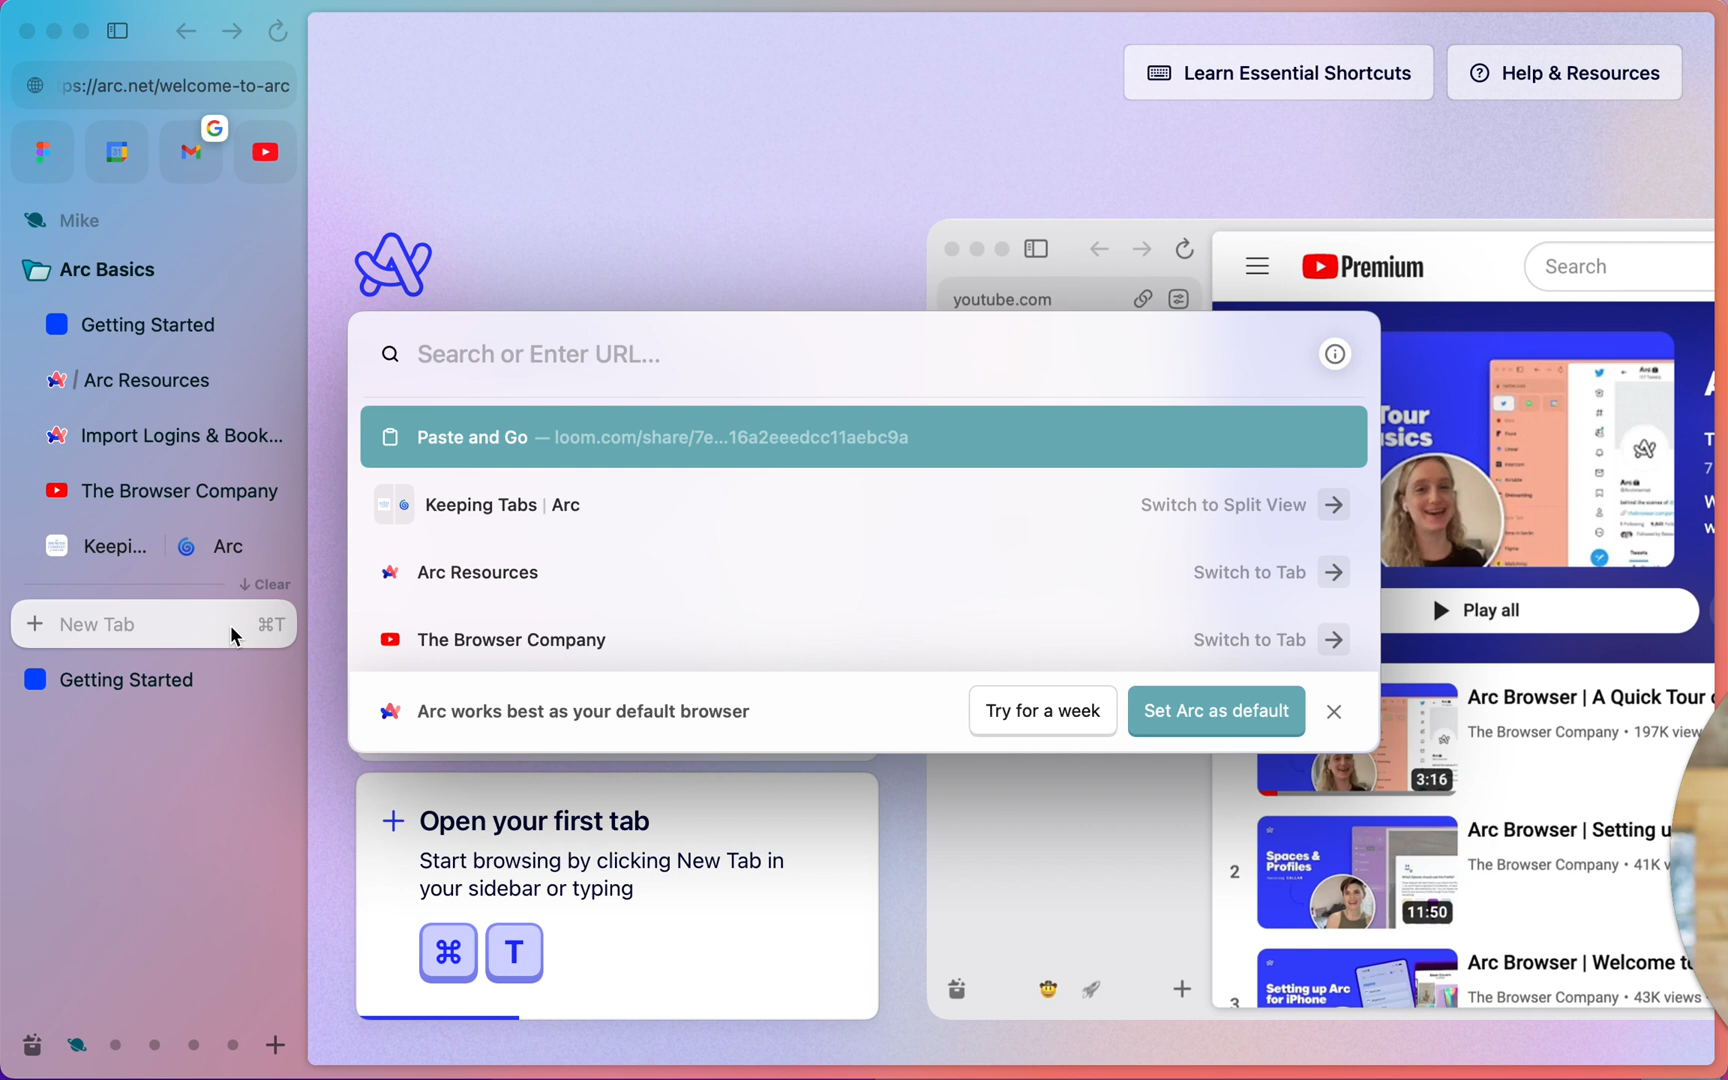 ps://arc.net/welcome-to-arc
31
G
Mike
Arc Basics
Getting Started
/ Arc Resources
Import Logins & Book...
The Browser Company
Keepi... Arc
↓ Clear
+ New Tab ⌘T
Getting Started
Learn Essential Shortcuts
Help & Resources
youtube.com
Premium
Search
Search or Enter URL...
Paste and Go — loom.com/share/7e...16a2eeedcc11aebc9a
Keeping Tabs | Arc Switch to Split View →
Arc Resources Switch to Tab →
The Browser Company Switch to Tab →
Arc works best as your default browser Try for a week Set Arc as default
Tour
Play all
+ Open your first tab
Start browsing by clicking New Tab in
your sidebar or typing
⌘ T
Arc Browser | A Quick Tour
The Browser Company • 197K view
3:16
2
Spaces &
Profiles
11:50
Arc Browser | Setting u
The Browser Company • 41K v
3
Setting up Arc
for iPhone
Arc Browser | Welcome t
The Browser Company • 43K views